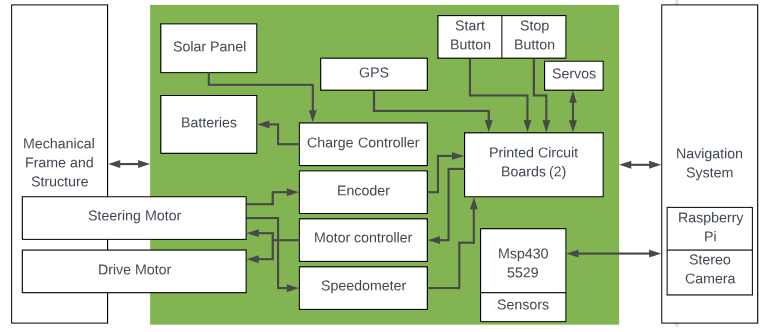 Mechanical
Frame and
Structure
Solar Panel
Batteries
GPS
Start
Button
Stop
Button
Servos
Charge Controller
Printed Circuit
Boards (2)
Encoder
Steering Motor
Motor controller
Drive Motor
Speedometer
Msp430
5529
Sensors
Navigation
System
Raspberry
Pi
Stereo
Camera